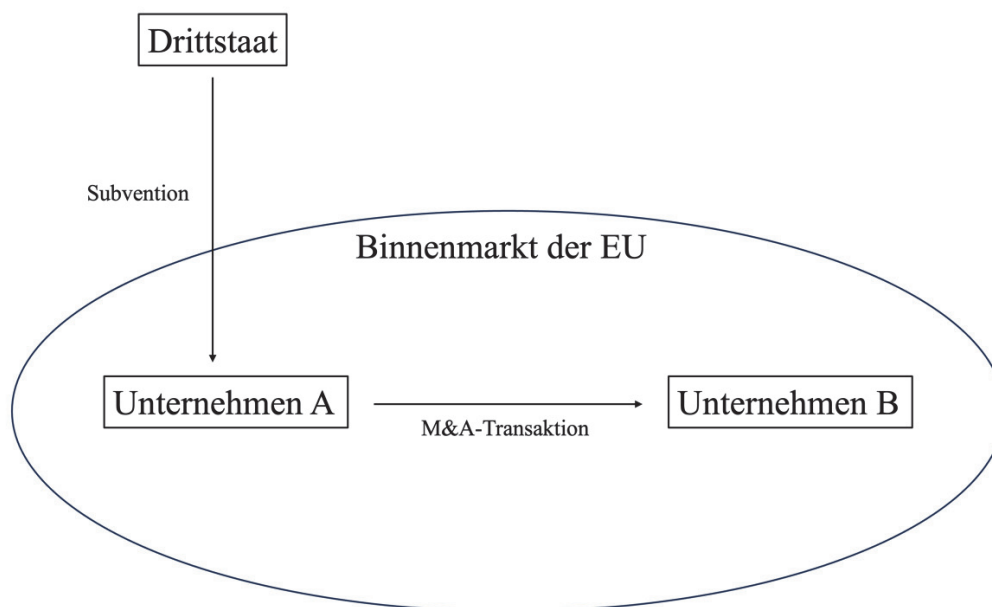 Drittstaat
Subvention
Binnenmarkt der EU
Unternehmen A
M&A-Transaktion
Unternehmen B